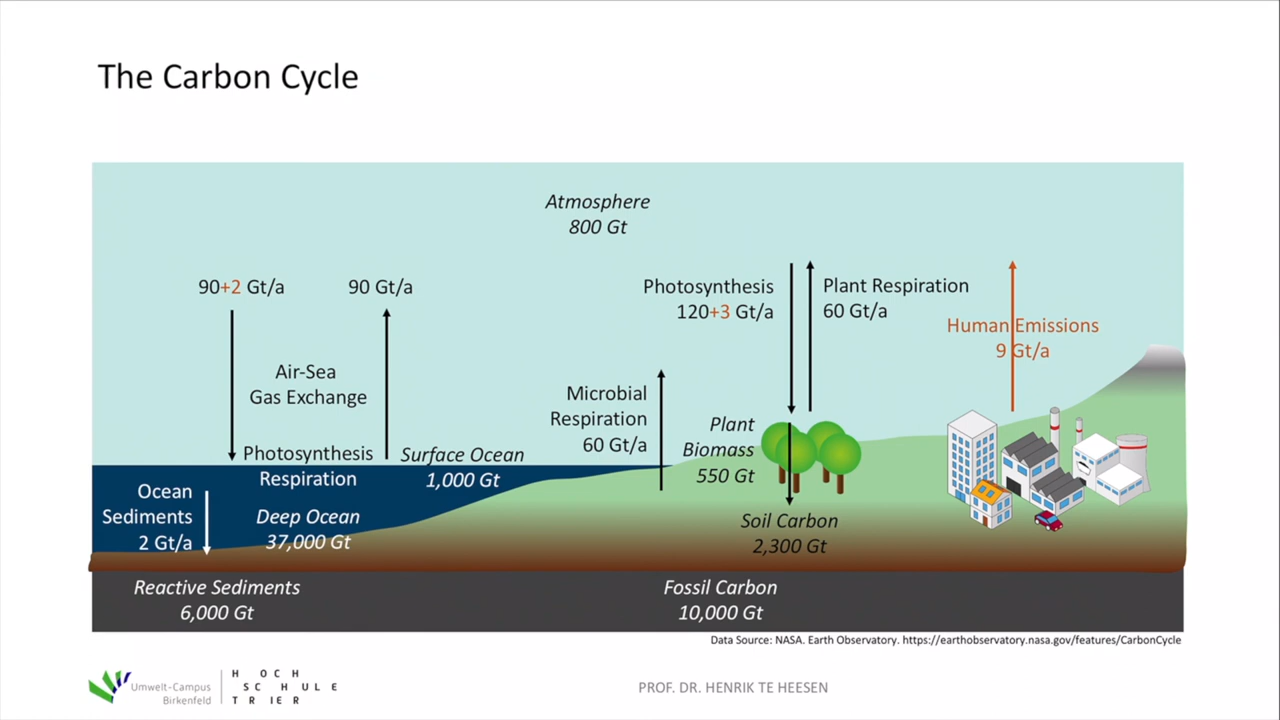 The Carbon Cycle
Atmosphere
800 Gt
90+2 Gt/a
90 Gt/a
Air-Sea
Gas Exchange
Photosynthesis
Respiration
Surface Ocean
1,000 Gt
Ocean
Sediments
2 Gt/a
Deep Ocean
37,000 Gt
Microbial
Respiration
60 Gt/a
Photosynthesis
120+3 Gt/a
Plant Respiration
60 Gt/a
Human Emissions
9 Gt/a
Plant
Biomass
550 Gt
Soil Carbon
2,300 Gt
Reactive Sediments
6,000 Gt
Fossil Carbon
10,000 Gt
Data Source: NASA. Earth Observatory. https://earthobservatory.nasa.gov/features/CarbonCycle
Umwelt-Campus
Birkenfeld
HOCH
SCHULE
TRIER
PROF. DR. HENRIK TE HEESEN